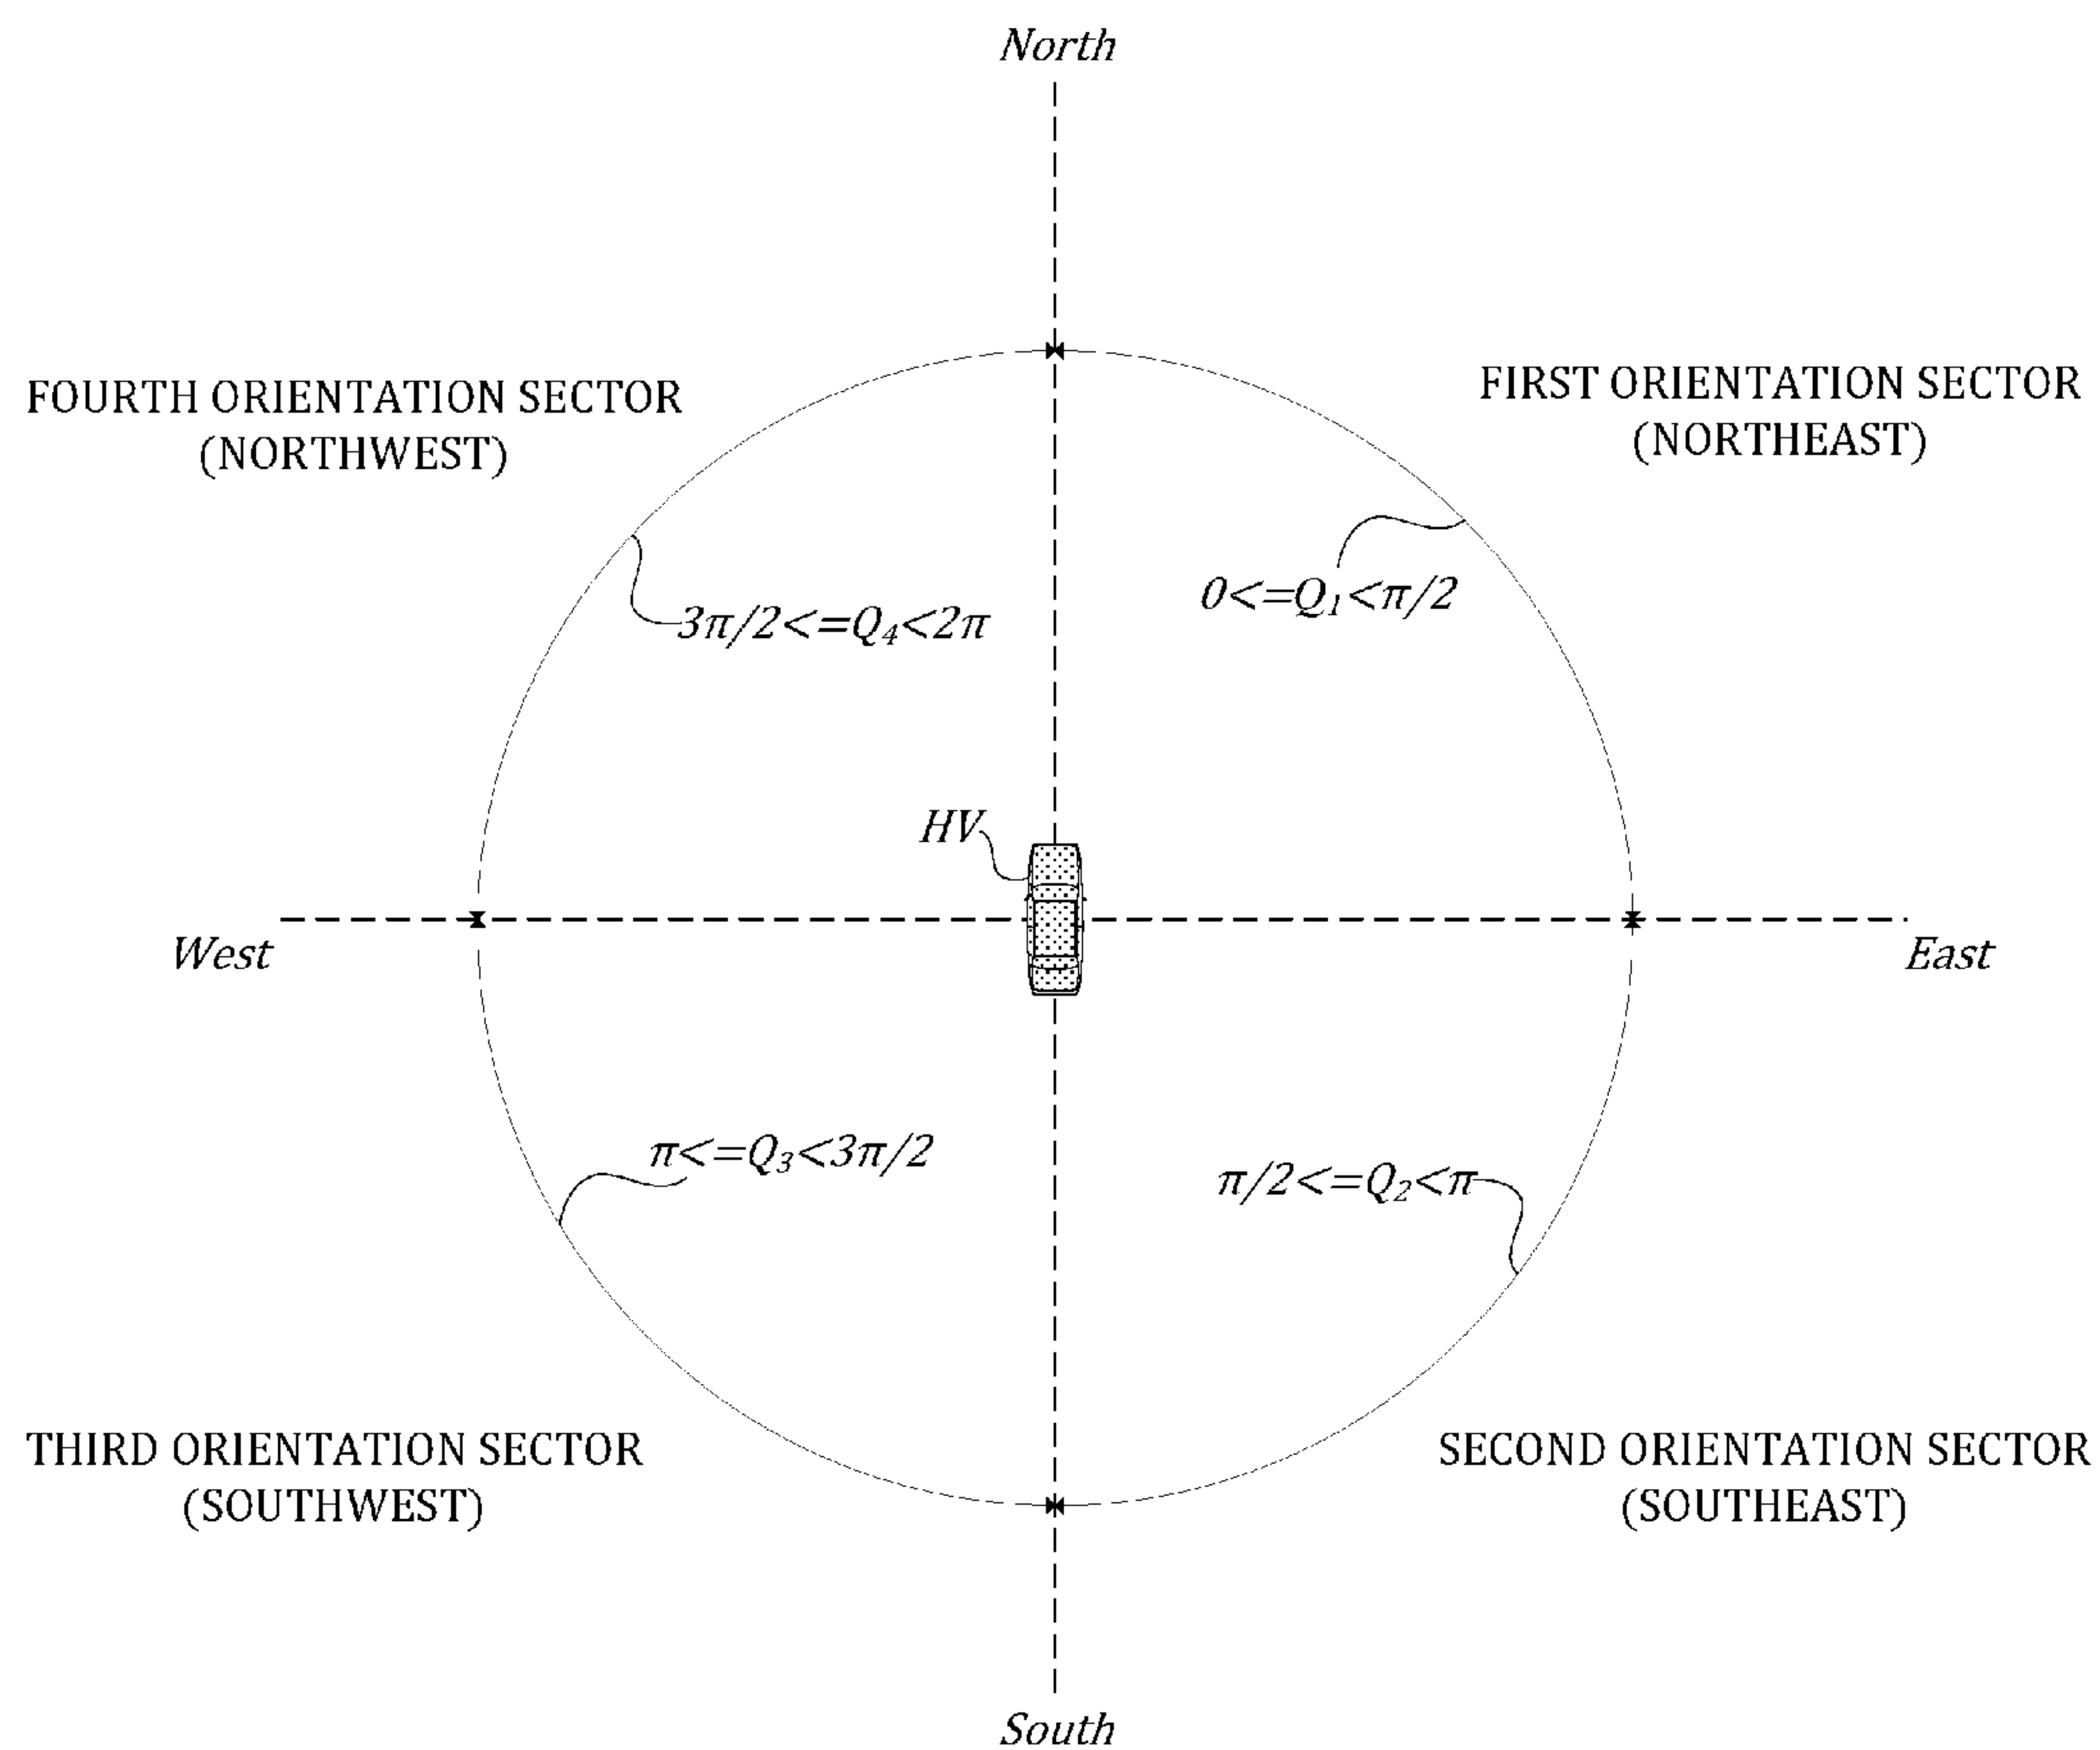 North
FOURTH ORIENTATION SECTOR
(NORTHWEST)
FIRST ORIENTATION SECTOR
(NORTHEAST)
0<=Q₁<π/2
3π/2<=Q₄<2π
HV
West
East
π<=Q₃<3π/2
π/2<=Q₂<π
THIRD ORIENTATION SECTOR
(SOUTHWEST)
SECOND ORIENTATION SECTOR
(SOUTHEAST)
South